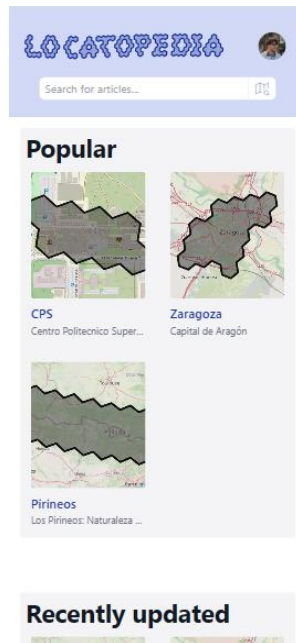 LOCATOPEDIA
Search for articles...
Popular
Zaragoza
CPS
Centro Politecnico Super...
Zaragoza
Capital de Aragón
Pirineos
Los Pirineos: Naturaleza ...
Recently updated